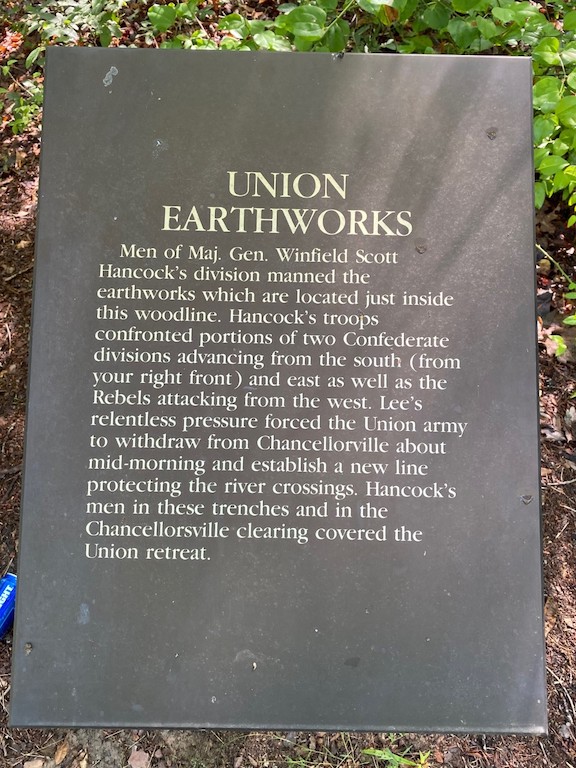 UNION
EARTHWORKS
Men of Maj. Gen. Winfield Scott
Hancock's division manned the
earthworks which are located just inside
this woodline. Hancock's troops
confronted portions of two Confederate
divisions advancing from the south (from
your right front) and east as well as the
Rebels attacking from the west. Lee's
relentless pressure forced the Union army
to withdraw from Chancellorville about
mid-morning and establish a new line
protecting the river crossings. Hancock's
men in these trenches and in the
Chancellorsville clearing covered the
Union retreat.